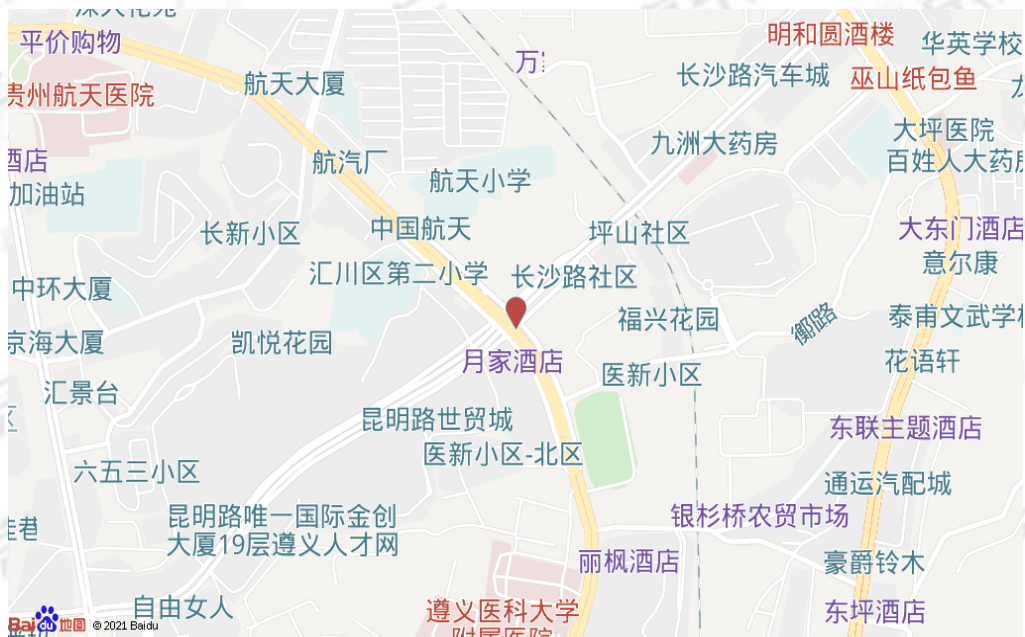 平价购物
明和圆酒楼
华英学校
万
长沙路汽车城
巫山纸包鱼
航天大厦
贵州航天医院
大坪医院
九洲大药房
百姓人大药房
航汽厂
酒店
航天小学
加油站
长新小区
中国航天
坪山社区
大东门酒店
意尔康
汇川区第二小学
长沙路社区
中环大厦
福兴花园
泰甫文武学校
京海大厦
凯悦花园
月家酒店
花语轩
医新小区
汇景台
昆明路世贸城
东联主题酒店
医新小区-北区
六五三小区
通运汽配城
昆明路唯一国际金创
大厦19层遵义人才网
银杉桥农贸市场
丽枫酒店
豪爵铃木
自由女人
遵义医科大学
附属医院
东坪酒店
Bai du 地图 © 2021 Baidu